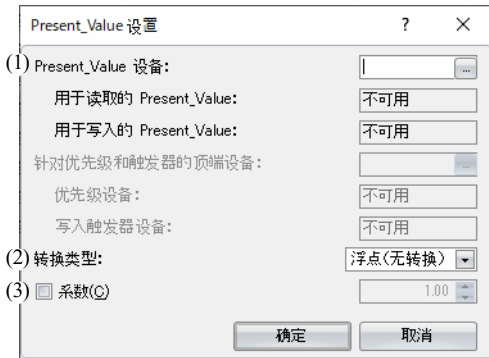 Present_Value 设置 ? ×
(1) Present_Value 设备: ...
用于读取的 Present_Value: 不可用
用于写入的 Present_Value: 不可用
针对优先级和触发器的顶端设备: ...
优先级设备: 不可用
写入触发器设备: 不可用
(2) 转换类型: 浮点(无转换)
(3) 系数(C) 1.00
确定 取消